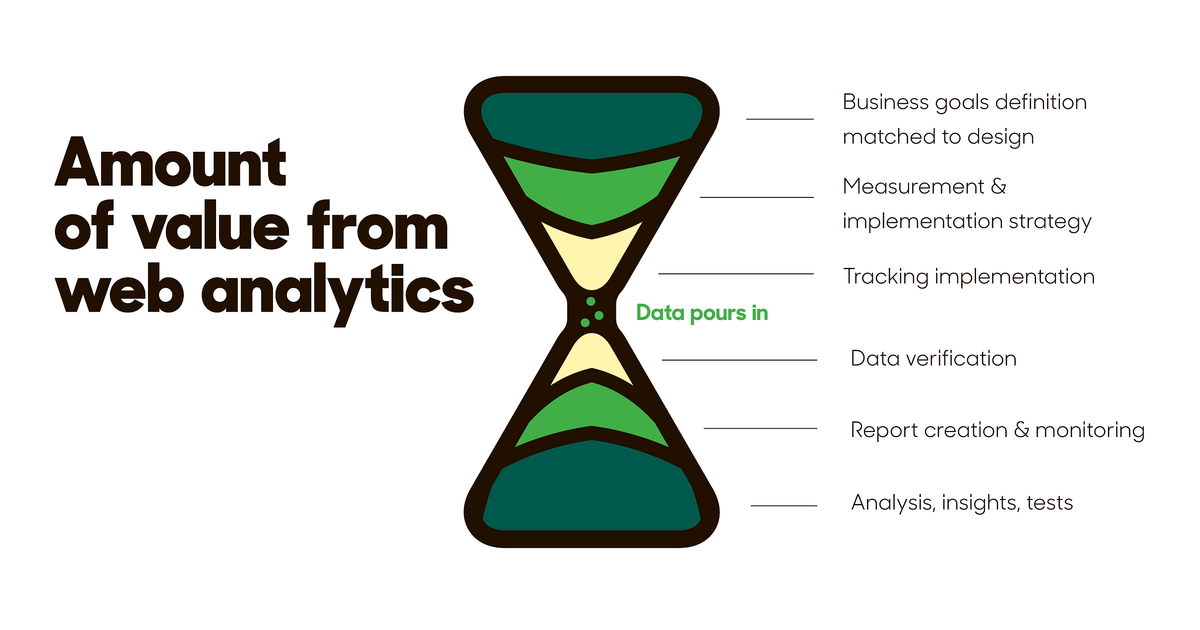 Amount
of value from
web analytics
Business goals definition
matched to design
Measurement &
implementation strategy
Tracking implementation
Data pours in
Data verification
Report creation & monitoring
Analysis, insights, tests